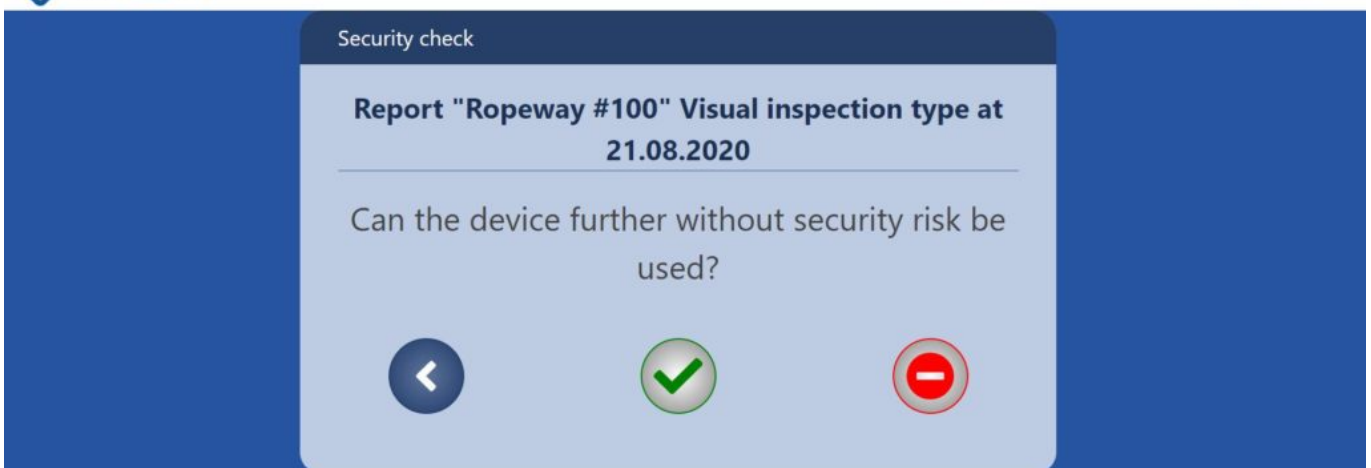 Security check
Report "Ropeway #100" Visual inspection type at
21.08.2020
Can the device further without security risk be
used?